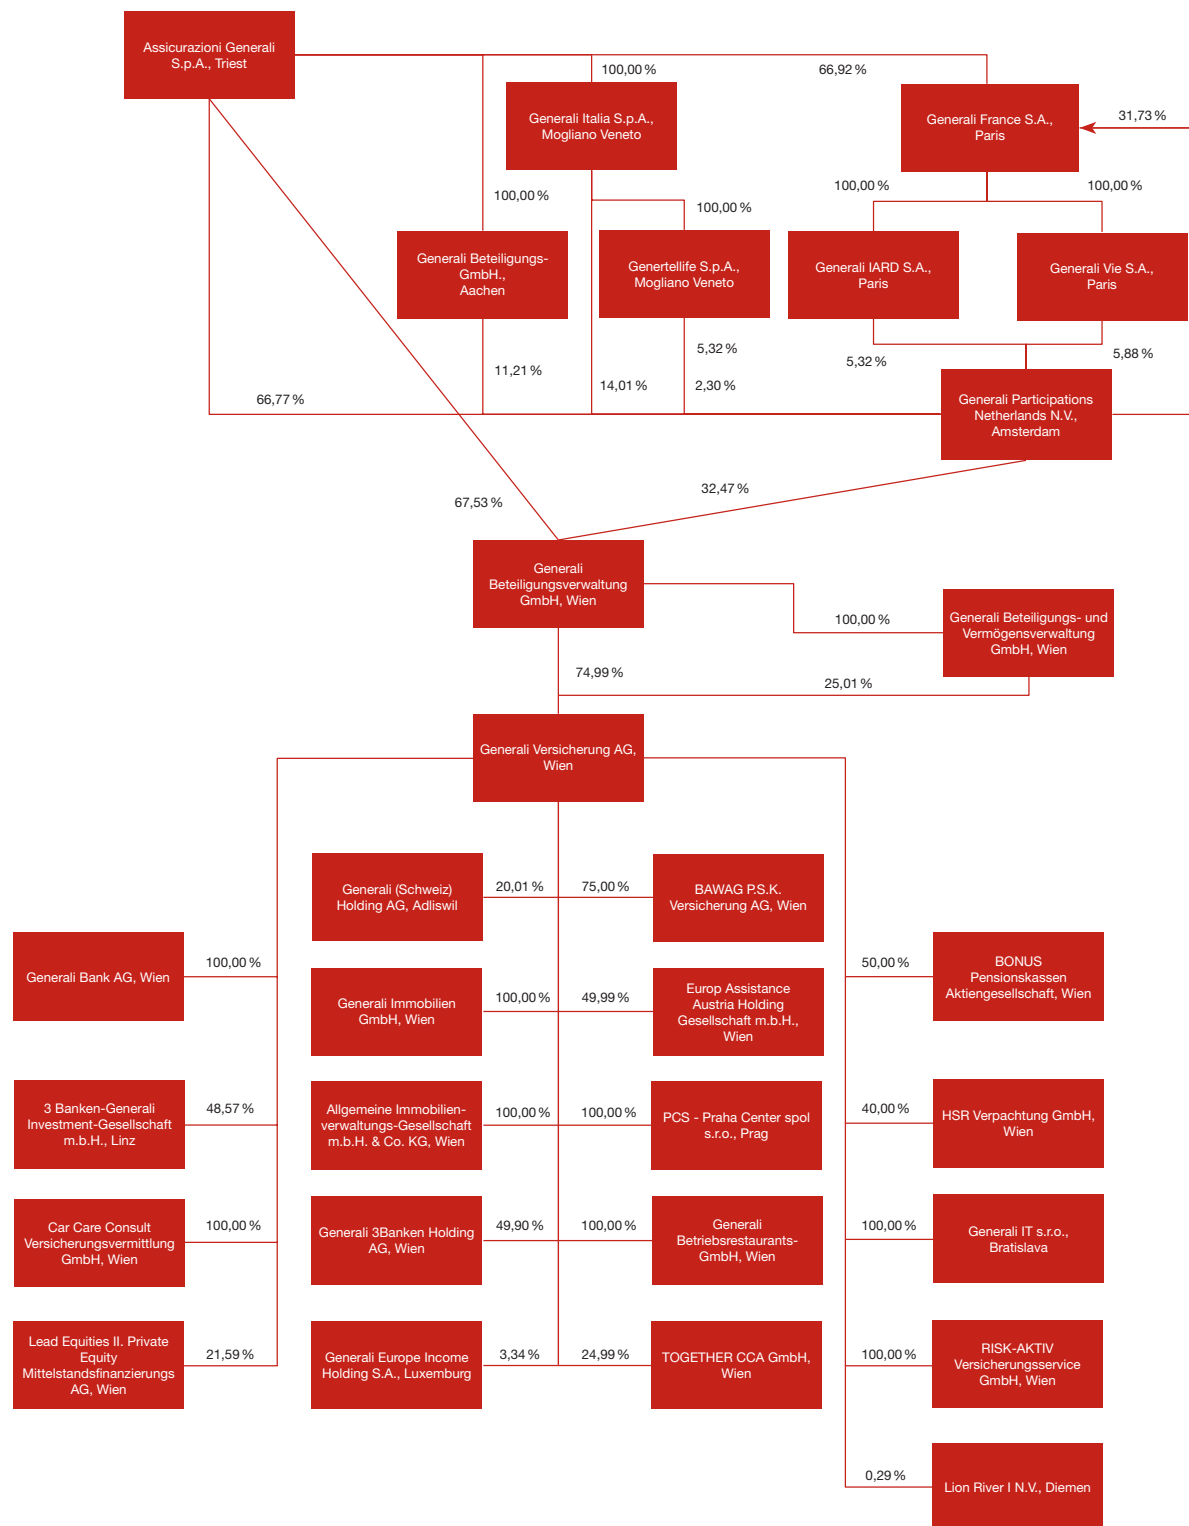 Assicurazioni Generali
S.p.A., Triest
100,00 %
66,92 %
Generali Italia S.p.A.,
Mogliano Veneto
Generali France S.A.,
Paris
31,73 %
100,00 %
100,00 %
100,00 %
100,00 %
Generali Beteiligungs-
GmbH.,
Aachen
Genertellife S.p.A.,
Mogliano Veneto
Generali IARD S.A.,
Paris
Generali Vie S.A.,
Paris
5,32 %
5,32 %
5,88 %
11,21 %
14,01 %
2,30 %
66,77 %
Generali Participations
Netherlands N.V.,
Amsterdam
32,47 %
67,53 %
Generali
Beteiligungsverwaltung
GmbH, Wien
100,00 %
Generali Beteiligungs- und
Vermögensverwaltung
GmbH, Wien
74,99 %
25,01 %
Generali Versicherung AG,
Wien
Generali (Schweiz)
Holding AG, Adliswil
20,01 %
75,00 %
BAWAG P.S.K.
Versicherung AG, Wien
Generali Bank AG, Wien
100,00 %
50,00 %
BONUS
Pensionskassen
Aktiengesellschaft, Wien
Generali Immobilien
GmbH, Wien
100,00 %
49,99 %
Europ Assistance
Austria Holding
Gesellschaft m.b.H.,
Wien
3 Banken-Generali
Investment-Gesellschaft
m.b.H., Linz
48,57 %
Allgemeine Immobilien-
verwaltungs-Gesellschaft
m.b.H. & Co. KG, Wien
100,00 %
100,00 %
PCS - Praha Center spol
s.r.o., Prag
40,00 %
HSR Verpachtung GmbH,
Wien
Car Care Consult
Versicherungsvermittlung
GmbH, Wien
100,00 %
Generali 3Banken Holding
AG, Wien
49,90 %
100,00 %
Generali
Betriebsrestaurants-
GmbH, Wien
100,00 %
Generali IT s.r.o.,
Bratislava
Lead Equities II. Private
Equity
Mittelstandsfinanzierungs
AG, Wien
21,59 %
Generali Europe Income
Holding S.A., Luxemburg
3,34 %
24,99 %
TOGETHER CCA GmbH,
Wien
100,00 %
RISK-AKTIV
Versicherungsservice
GmbH, Wien
0,29 %
Lion River I N.V., Diemen